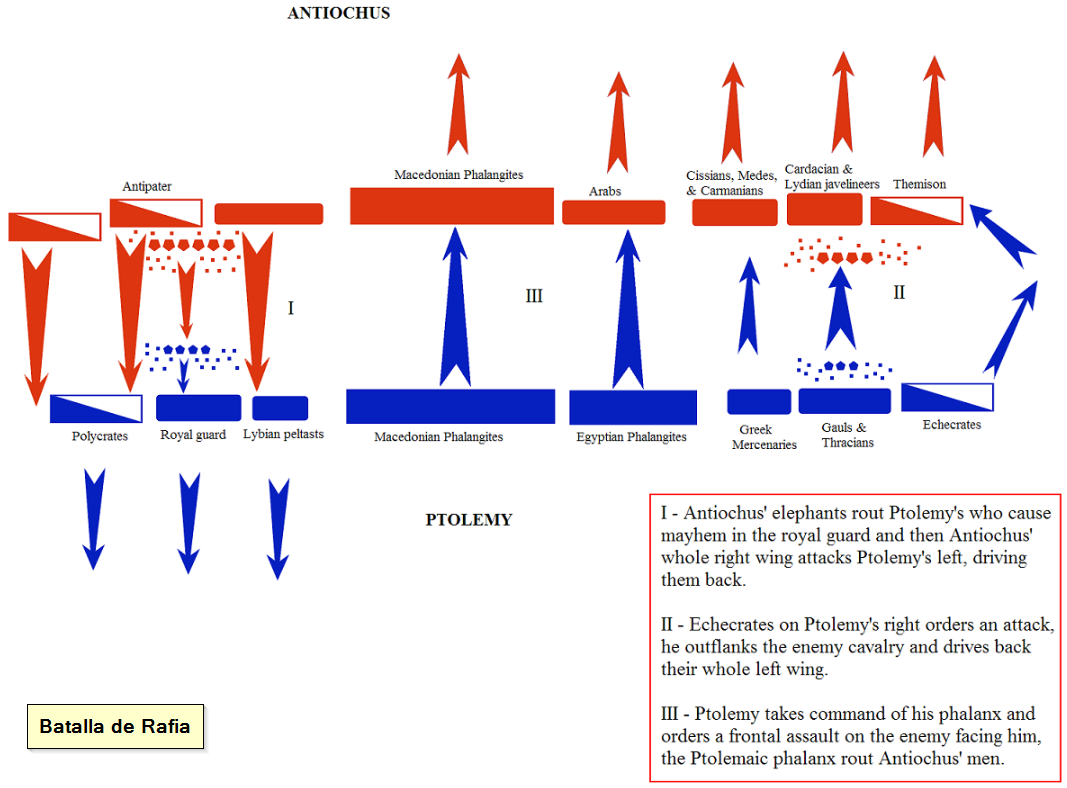 ANTIOCHUS
Macedonian Phalangites
Arabs
Cissians, Medes,
& Carmanians
Cardacian &
Lydian javelineers
Themison
Antipater
I
III
II
Polycrates
Royal guard
Lybian peltasts
Macedonian Phalangites
Egyptian Phalangites
Greek
Mercenaries
Gauls &
Thracians
Echecrates
PTOLEMY
I - Antiochus' elephants rout Ptolemy's who cause
mayhem in the royal guard and then Antiochus'
whole right wing attacks Ptolemy's left, driving
them back.
II - Echecrates on Ptolemy's right orders an attack,
he outflanks the enemy cavalry and drives back
their whole left wing.
III - Ptolemy takes command of his phalanx and
orders a frontal assault on the enemy facing him,
the Ptolemaic phalanx rout Antiochus' men.
Batalla de Rafia